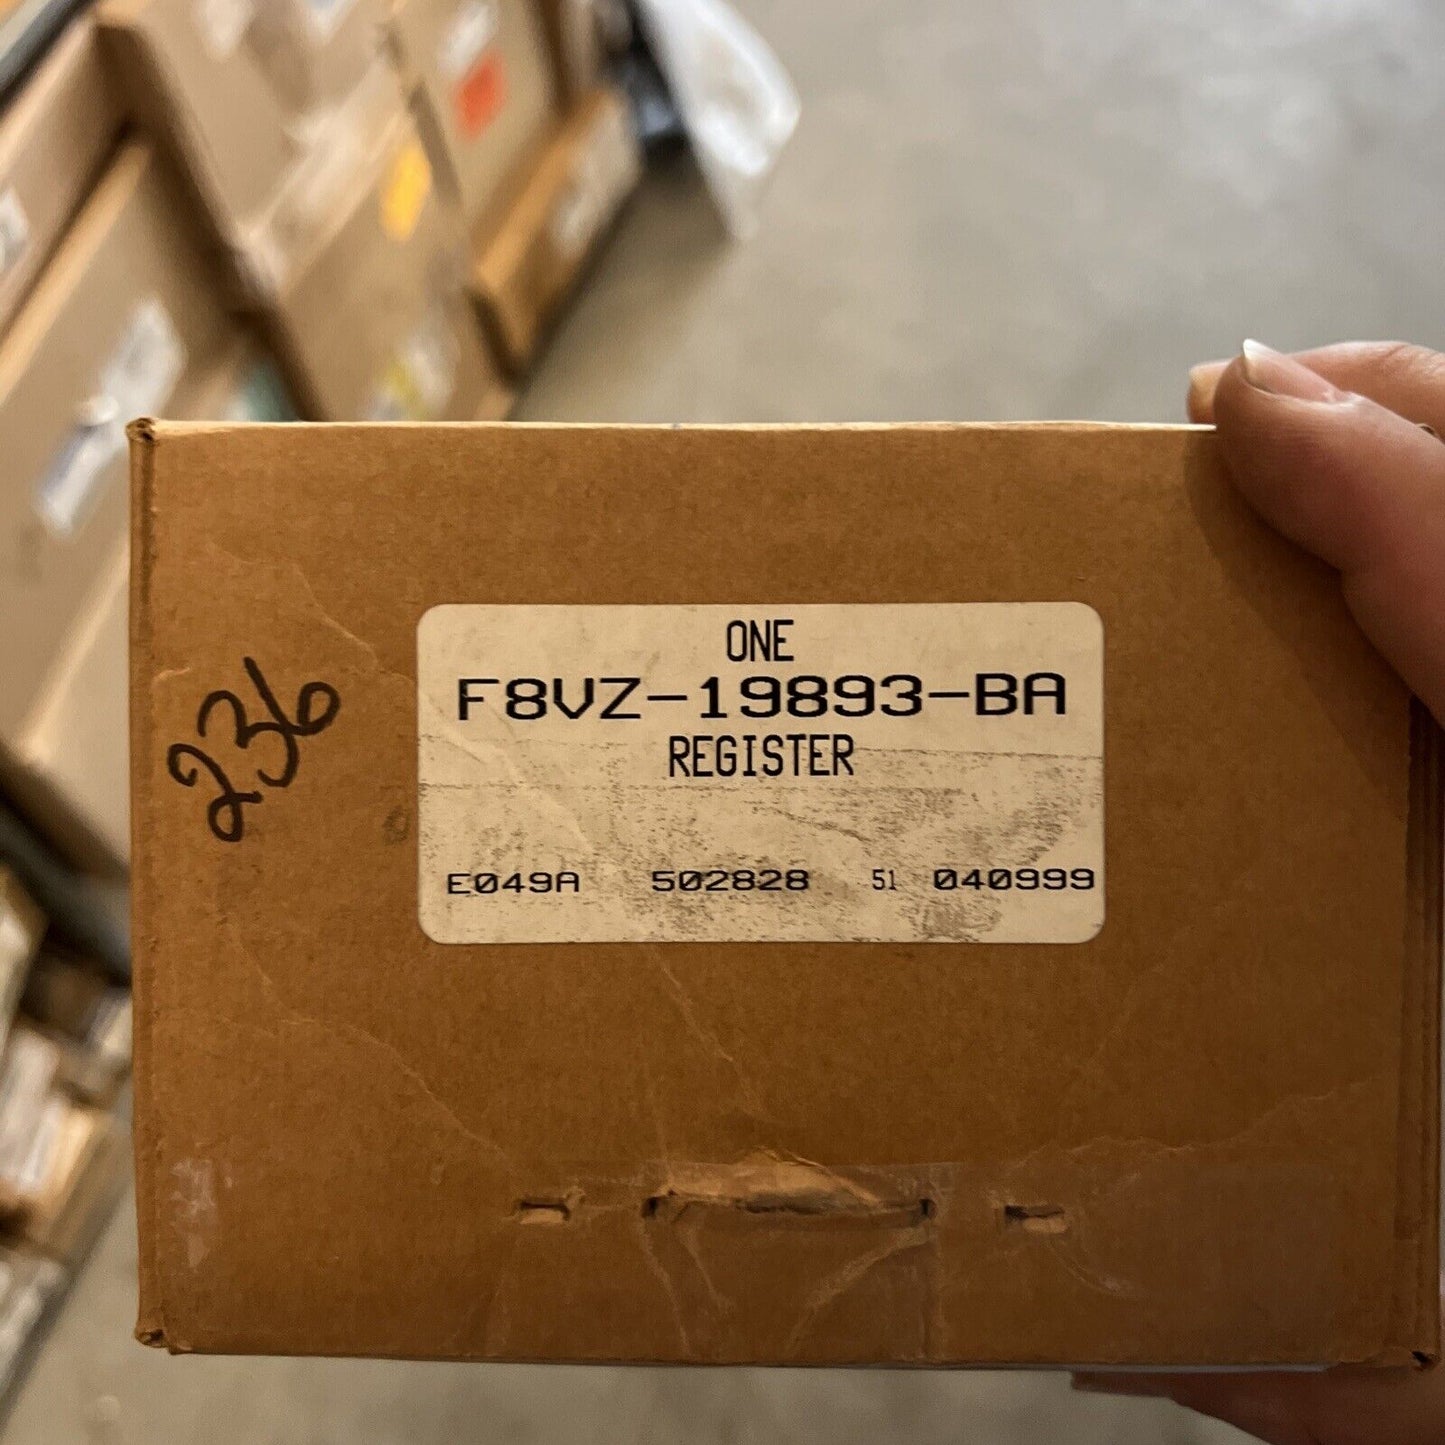 ONE
F8VZ-19893-BA
REGISTER
E049A 502828 51 040999
236